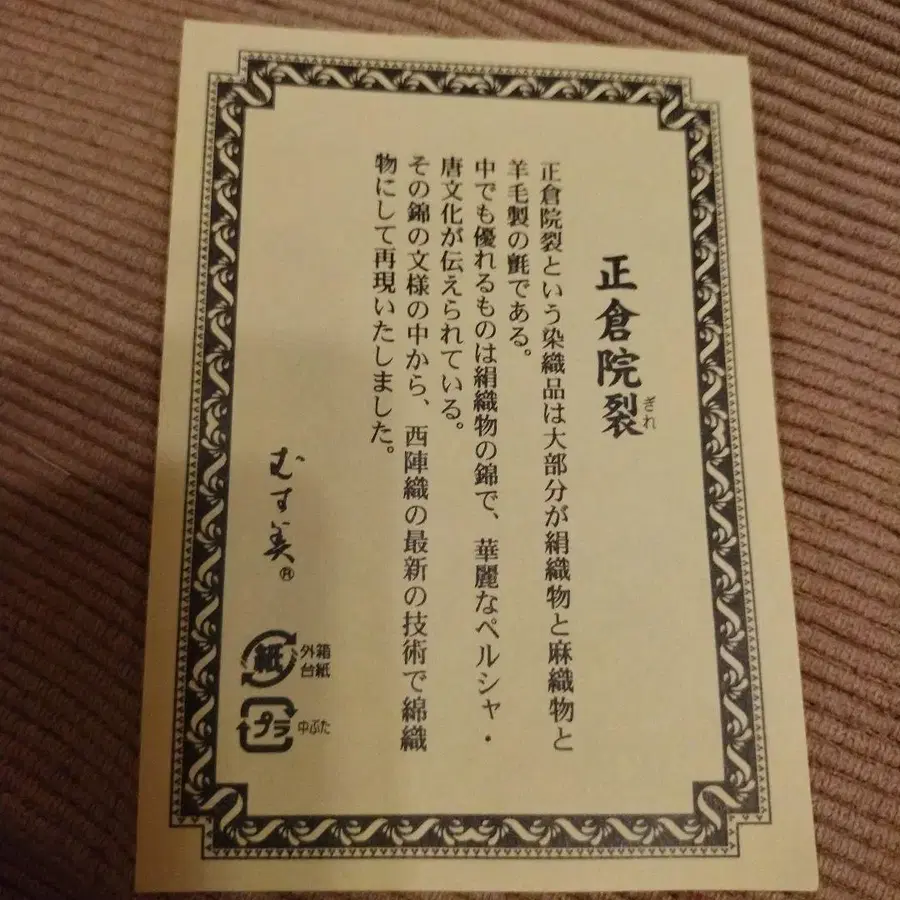 正倉院裂
ぎれ
正倉院裂という染織品は大部分が絹織物と麻織物と
羊毛製の氈である。
中でも優れるものは絹織物の錦で、華麗なペルシャ・
唐文化が伝えられている。
その錦の文様の中から、西陣織の最新の技術で綿織
物にして再現いたしました。
むす美®
紙
外箱
台紙
プラ
中ぶた